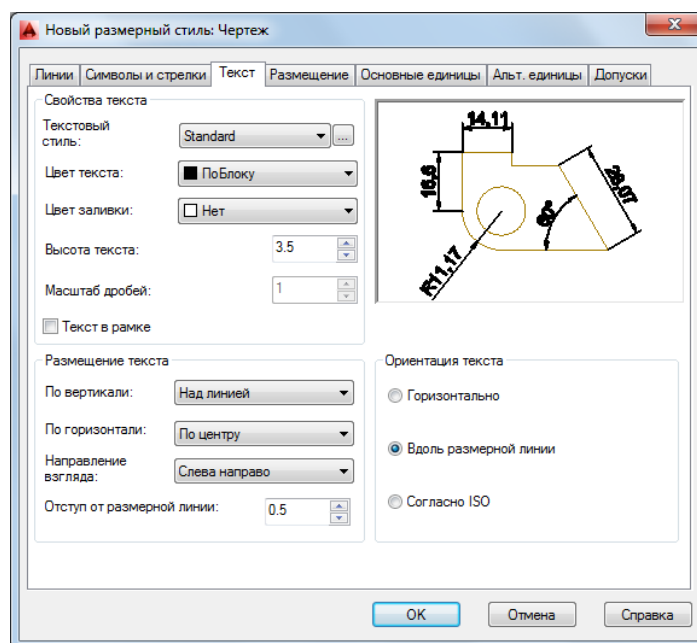 Новый размерный стиль: Чертеж
Линии Символы и стрелки Текст Размещение Основные единицы Альт. единицы Допуски
Свойства текста
Текстовый
стиль:
Standard
...
Цвет текста:
ПоБлоку
Цвет заливки:
Нет
Высота текста:
3.5
Масштаб дробей:
1
Текст в рамке
14,11
16,6
28,07
60°
R11,17
Размещение текста
По вертикали:
Над линией
По горизонтали:
По центру
Направление
взгляда:
Слева направо
Отступ от размерной линии:
0.5
Ориентация текста
Горизонтально
Вдоль размерной линии
Согласно ISO
OK Отмена Справка